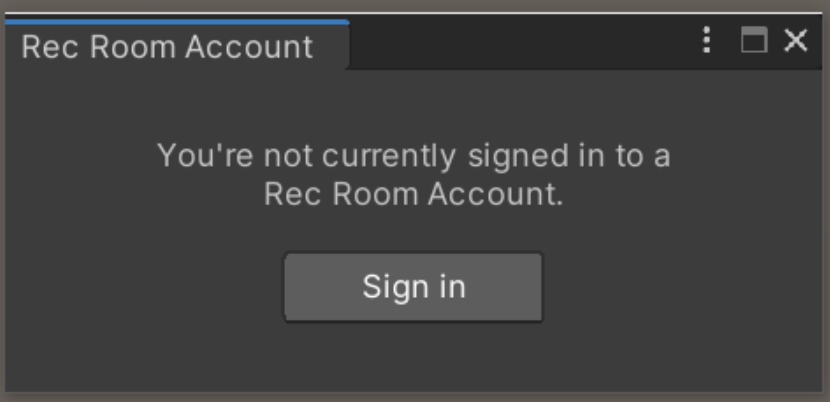 Rec Room Account
You're not currently signed in to a
Rec Room Account.
Sign in